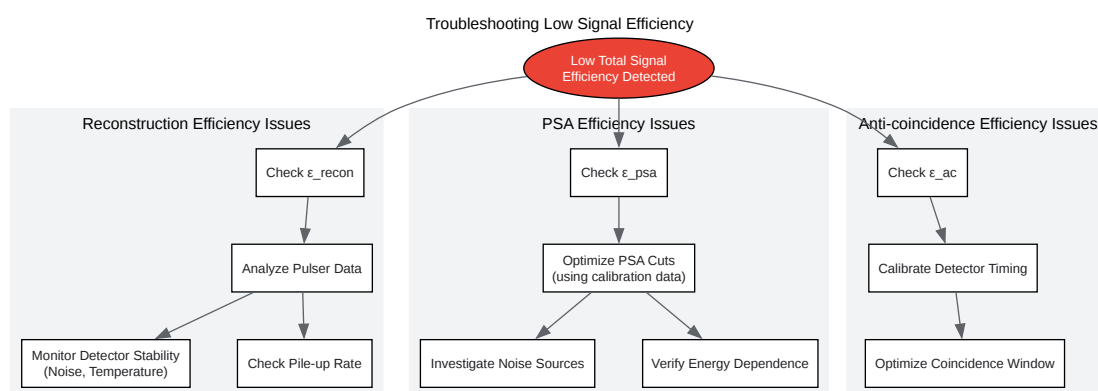 Troubleshooting Low Signal Efficiency
Low Total Signal
Efficiency Detected
Reconstruction Efficiency Issues
PSA Efficiency Issues
Anti-coincidence Efficiency Issues
Check ε_recon
Check ε_psa
Check ε_ac
Analyze Pulser Data
Optimize PSA Cuts
(using calibration data)
Calibrate Detector Timing
Monitor Detector Stability
(Noise, Temperature)
Check Pile-up Rate
Investigate Noise Sources
Verify Energy Dependence
Optimize Coincidence Window